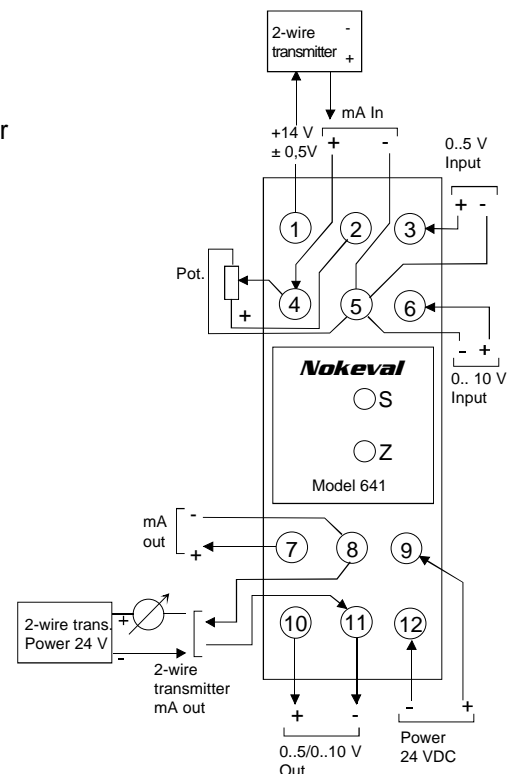 2-wire -
transmitter +
r
mA In
+14 V
± 0,5V
+ -
0..5 V
Input
+ -
1 2 3
Pot.
4 5 6
+
- +
0.. 10 V
Input
Nokeval
S
Z
Model 641
mA
out
-
+
7 8 9
2-wire trans.
Power 24 V
+
-
10 11 12
2-wire
transmitter
mA out
+ -
0..5/0..10 V
Out
- +
Power
24 VDC